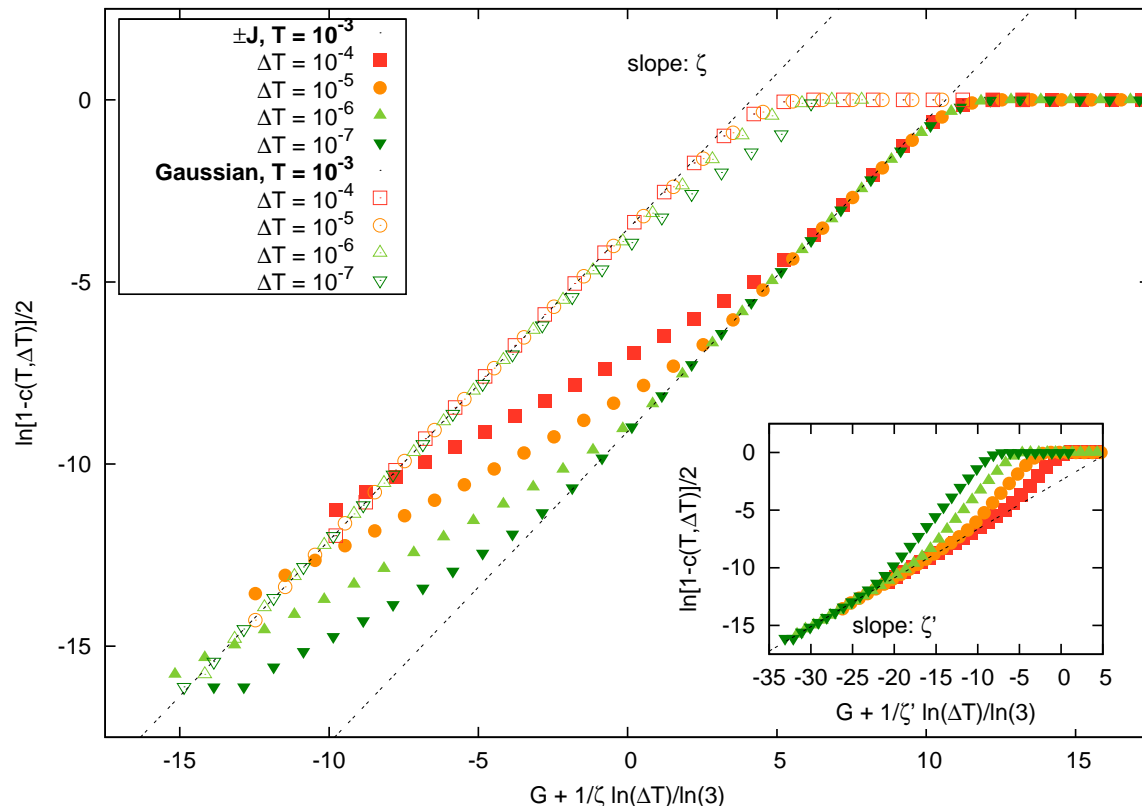 ±J, T = 10⁻³
ΔT = 10⁻⁴
ΔT = 10⁻⁵
ΔT = 10⁻⁶
ΔT = 10⁻⁷
Gaussian, T = 10⁻³
ΔT = 10⁻⁴
ΔT = 10⁻⁵
ΔT = 10⁻⁶
ΔT = 10⁻⁷
slope: ζ
0
-5
-10
-15
ln[1-c(T,ΔT)]/2
-15 -10 -5 0 5 10 15
G + 1/ζ ln(ΔT)/ln(3)
0
-5
-10
-15
ln[1-c(T,ΔT)]/2
slope: ζ'
-35 -30 -25 -20 -15 -10 -5 0 5
G + 1/ζ' ln(ΔT)/ln(3)